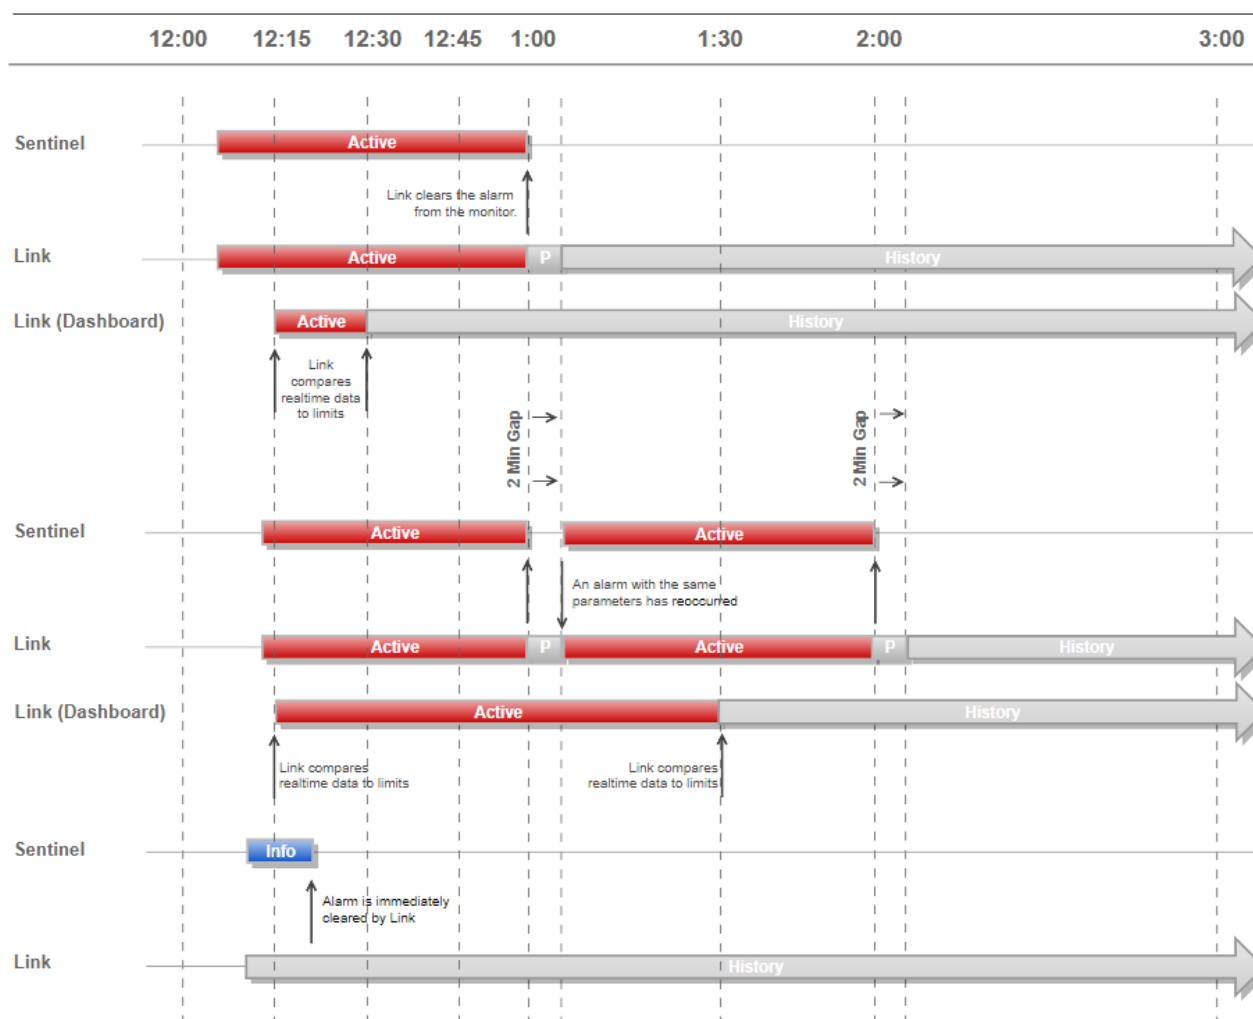 12:00 12:15 12:30 12:45 1:00 1:30 2:00 3:00
Sentinel
Active
Link clears the alarm
from the monitor.
Link
Active
P
History
Link (Dashboard)
Active
History
Link
compares
realtime data
to limits
2 Min Gap
2 Min Gap
Sentinel
Active
Active
An alarm with the same
parameters has reoccurred
Link
Active
P
Active
P
History
Link (Dashboard)
Active
History
Link compares
realtime data to limits
Link compares
realtime data to limits
Sentinel
Info
Alarm is immediately
cleared by Link
Link
History